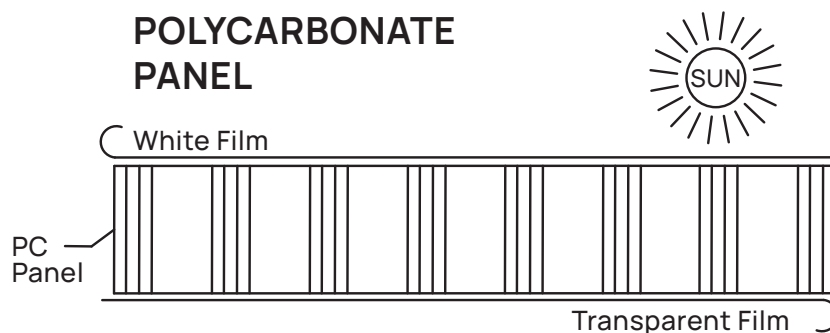 POLYCARBONATE
PANEL
SUN
White Film
PC
Panel
Transparent Film